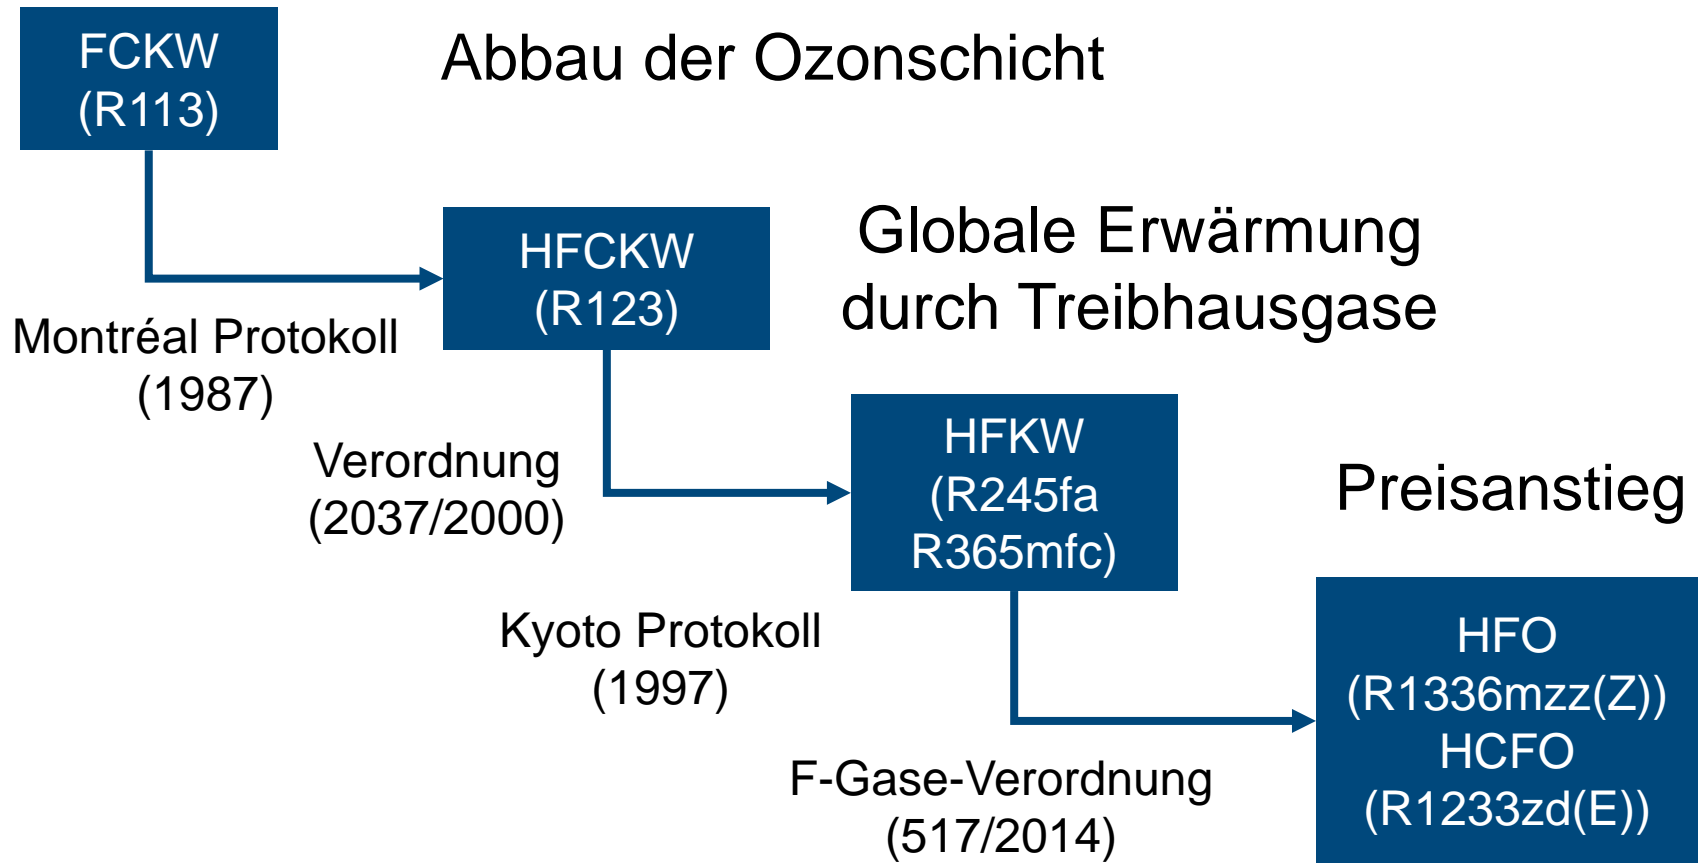 FCKW
(R113)
Abbau der Ozonschicht
Montréal Protokoll
(1987)
HFCKW
(R123)
Globale Erwärmung
durch Treibhausgase
Verordnung
(2037/2000)
HFKW
(R245fa
R365mfc)
Preisanstieg
Kyoto Protokoll
(1997)
HFO
(R1336mzz(Z))
HCFO
(R1233zd(E))
F-Gase-Verordnung
(517/2014)